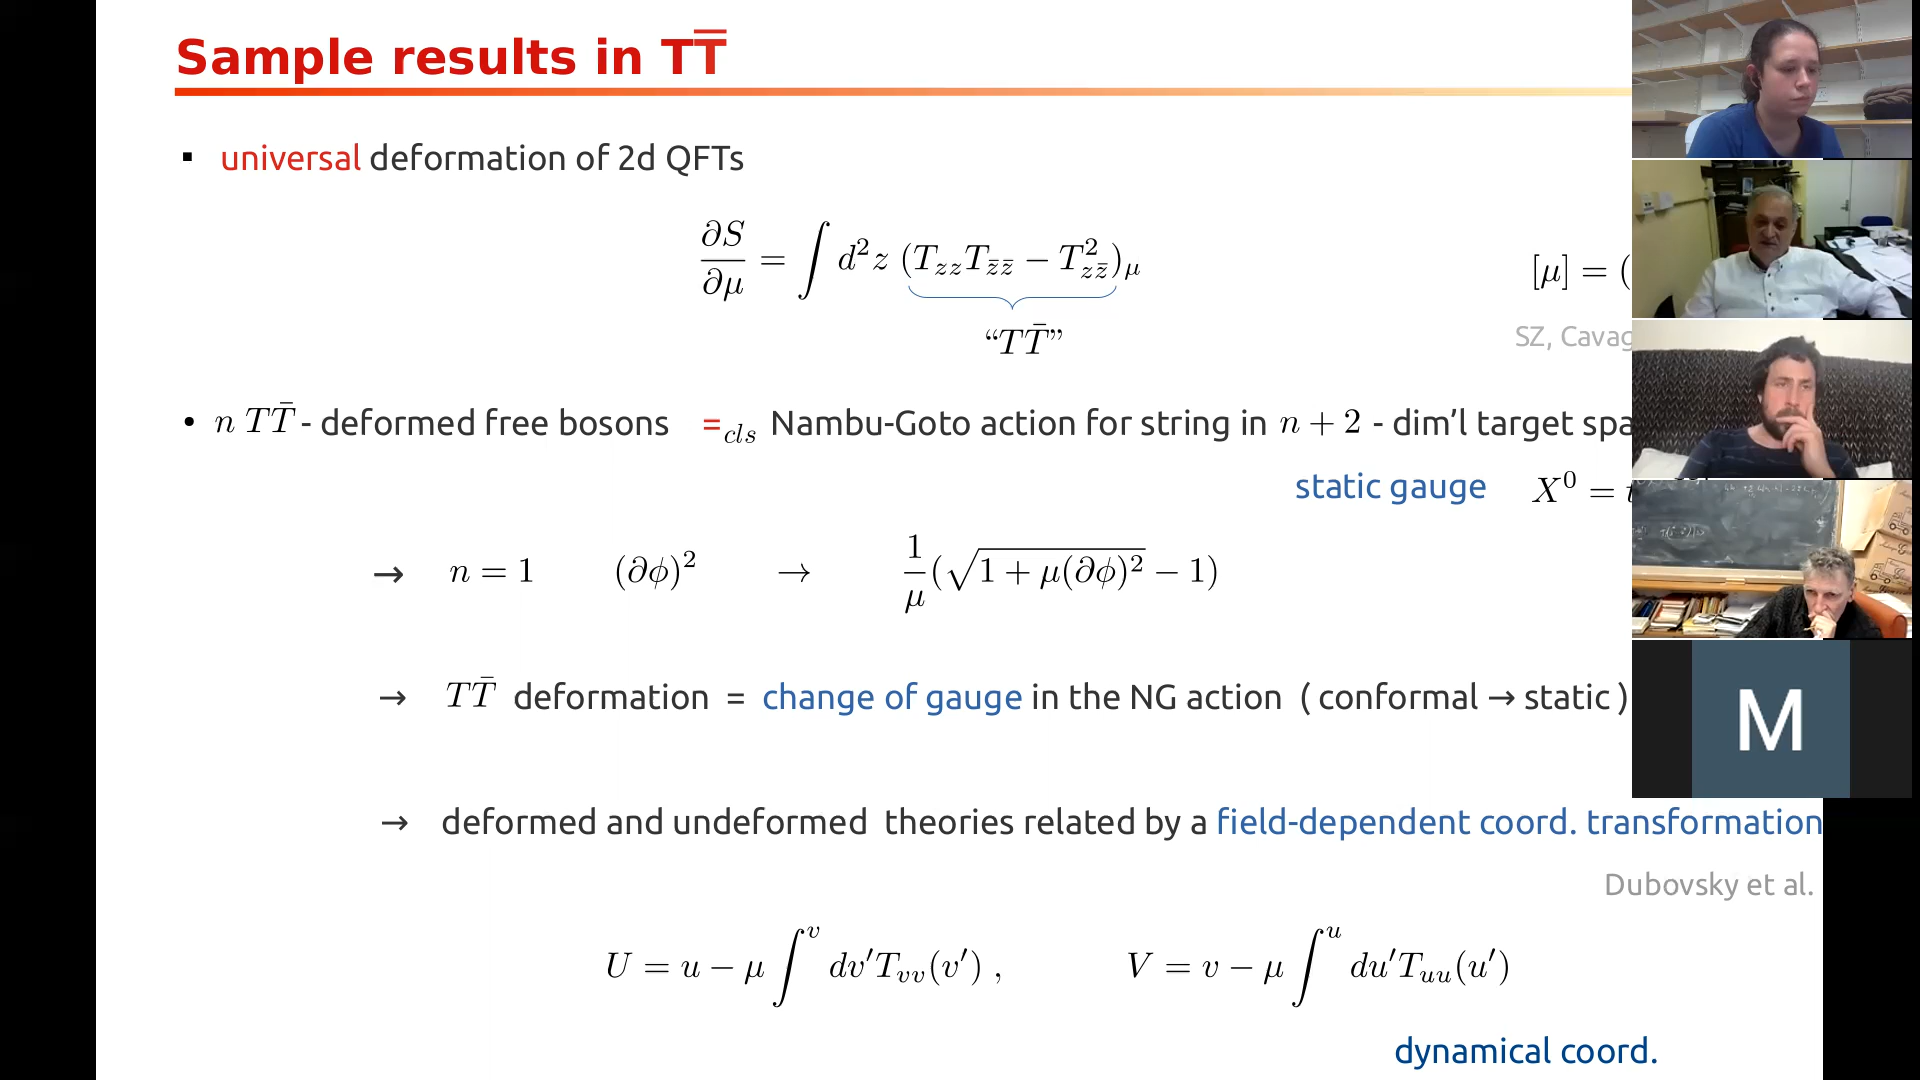 Sample results in TT̅
▪ universal deformation of 2d QFTs
∂S/∂μ = ∫ d²z (T_{zz}T_{z̄z̄} − T²_{zz̄})_μ
[μ] = (
“TT̄”
SZ, Cavag
• n TT̄ - deformed free bosons =_{cls} Nambu-Goto action for string in n + 2 - dim’l target spa
static gauge X⁰ = t
→ n = 1 (∂ϕ)² → 1/μ (√(1 + μ(∂ϕ)²) − 1)
→ TT̄ deformation = change of gauge in the NG action ( conformal → static )
M
→ deformed and undeformed theories related by a field-dependent coord. transformation
Dubovsky et al.
U = u − μ ∫^v dv′T_{vv}(v′) , V = v − μ ∫^u du′T_{uu}(u′)
dynamical coord.